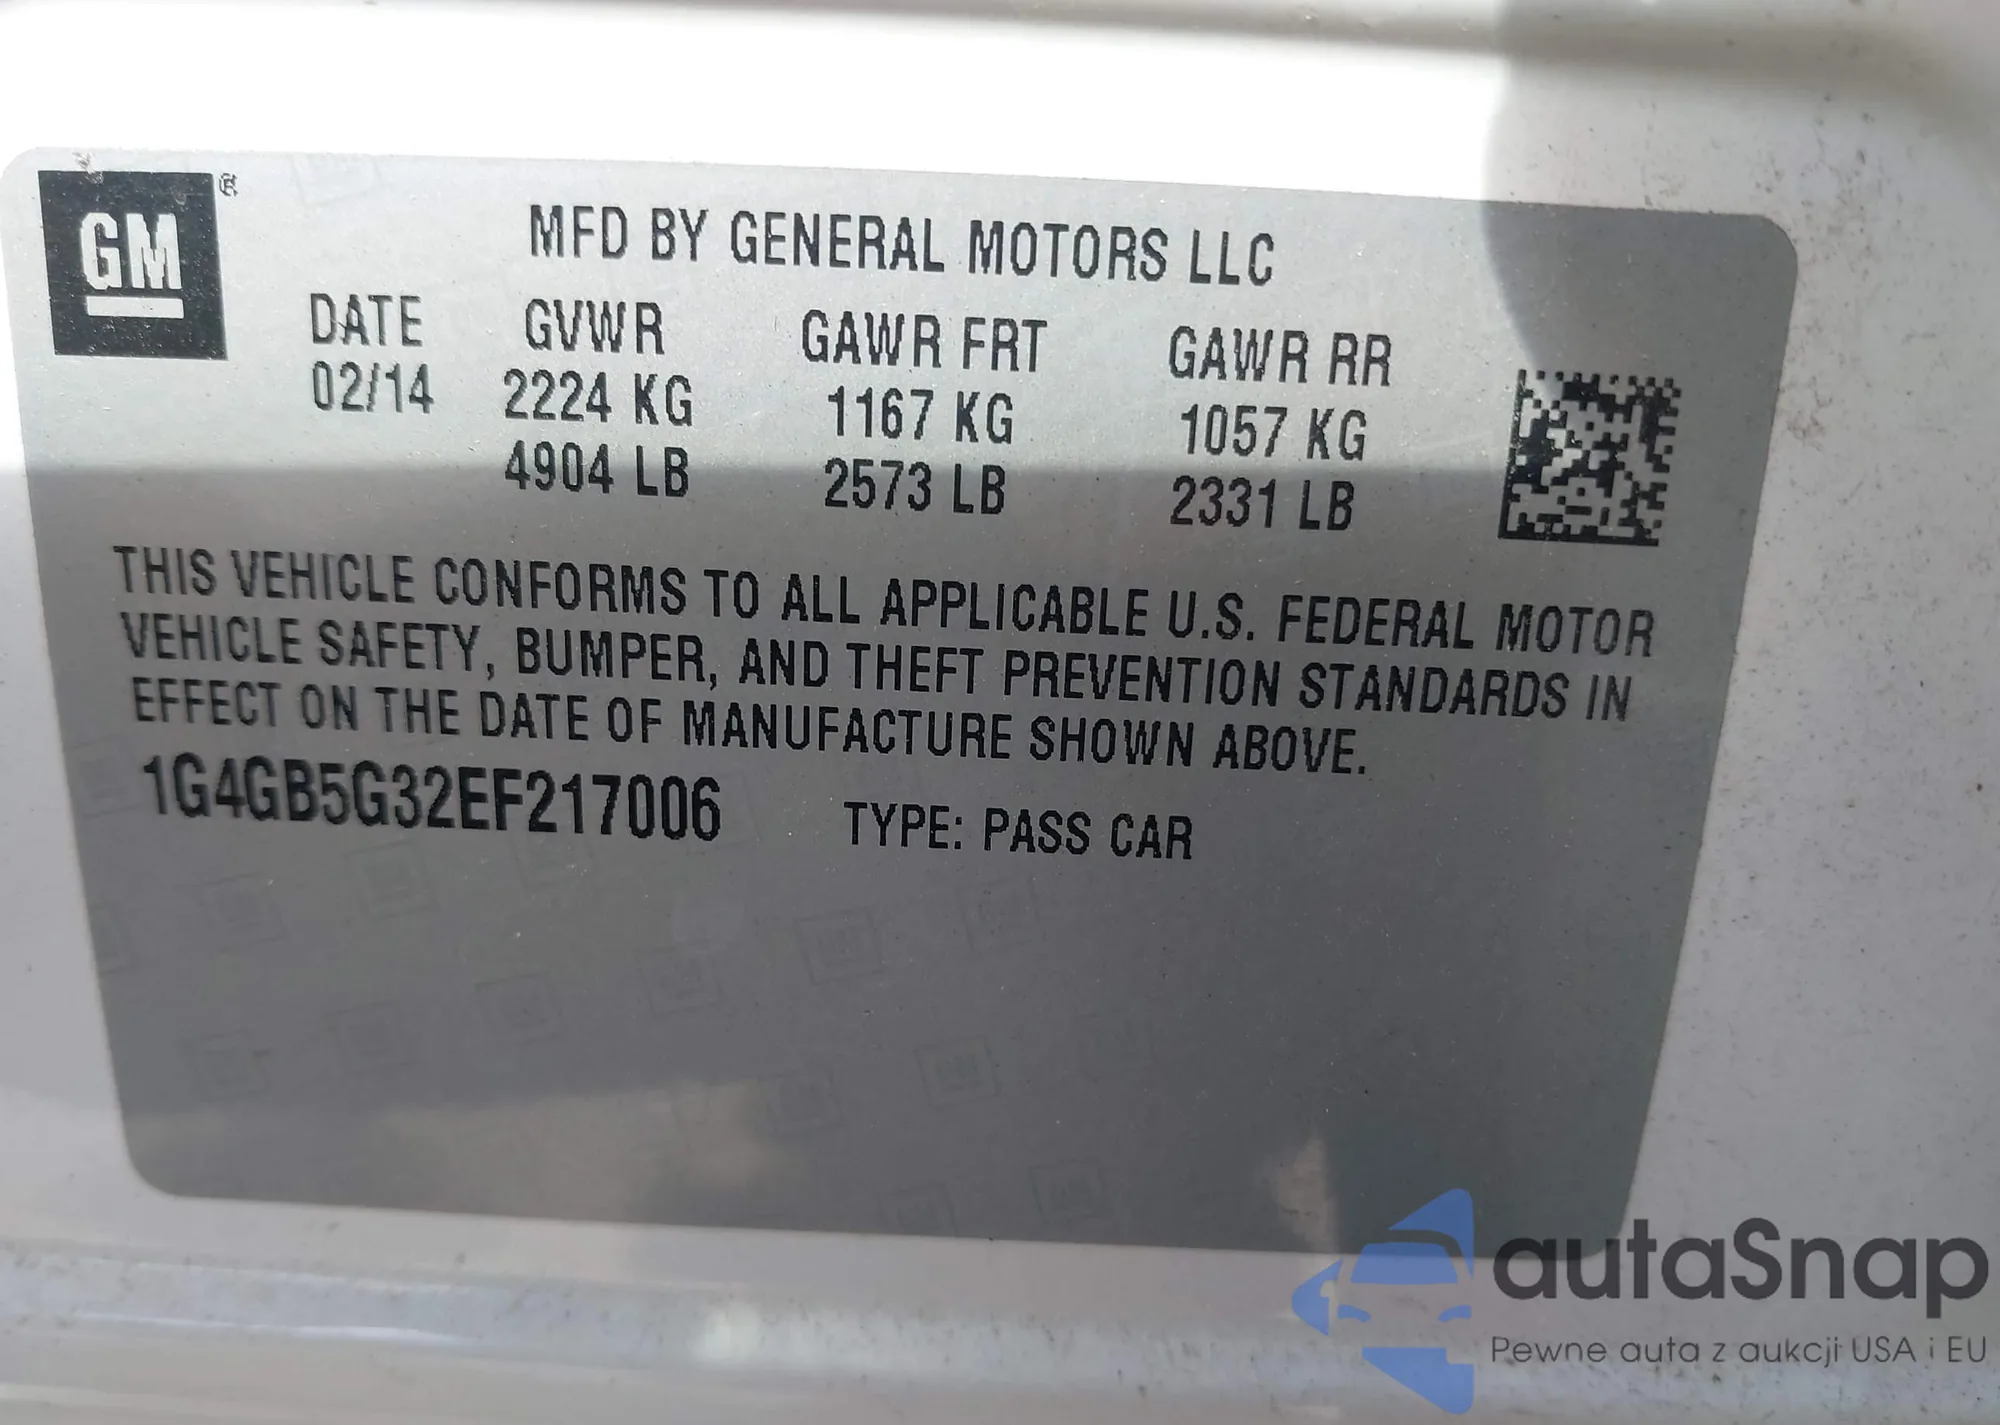 GM ®
MFD BY GENERAL MOTORS LLC
DATE GVWR GAWR FRT GAWR RR
02/14 2224 KG 1167 KG 1057 KG
4904 LB 2573 LB 2331 LB
THIS VEHICLE CONFORMS TO ALL APPLICABLE U.S. FEDERAL MOTOR
VEHICLE SAFETY, BUMPER, AND THEFT PREVENTION STANDARDS IN
EFFECT ON THE DATE OF MANUFACTURE SHOWN ABOVE.
1G4GB5G32EF217006 TYPE: PASS CAR
autaSnap
Pewne auta z aukcji USA i EU